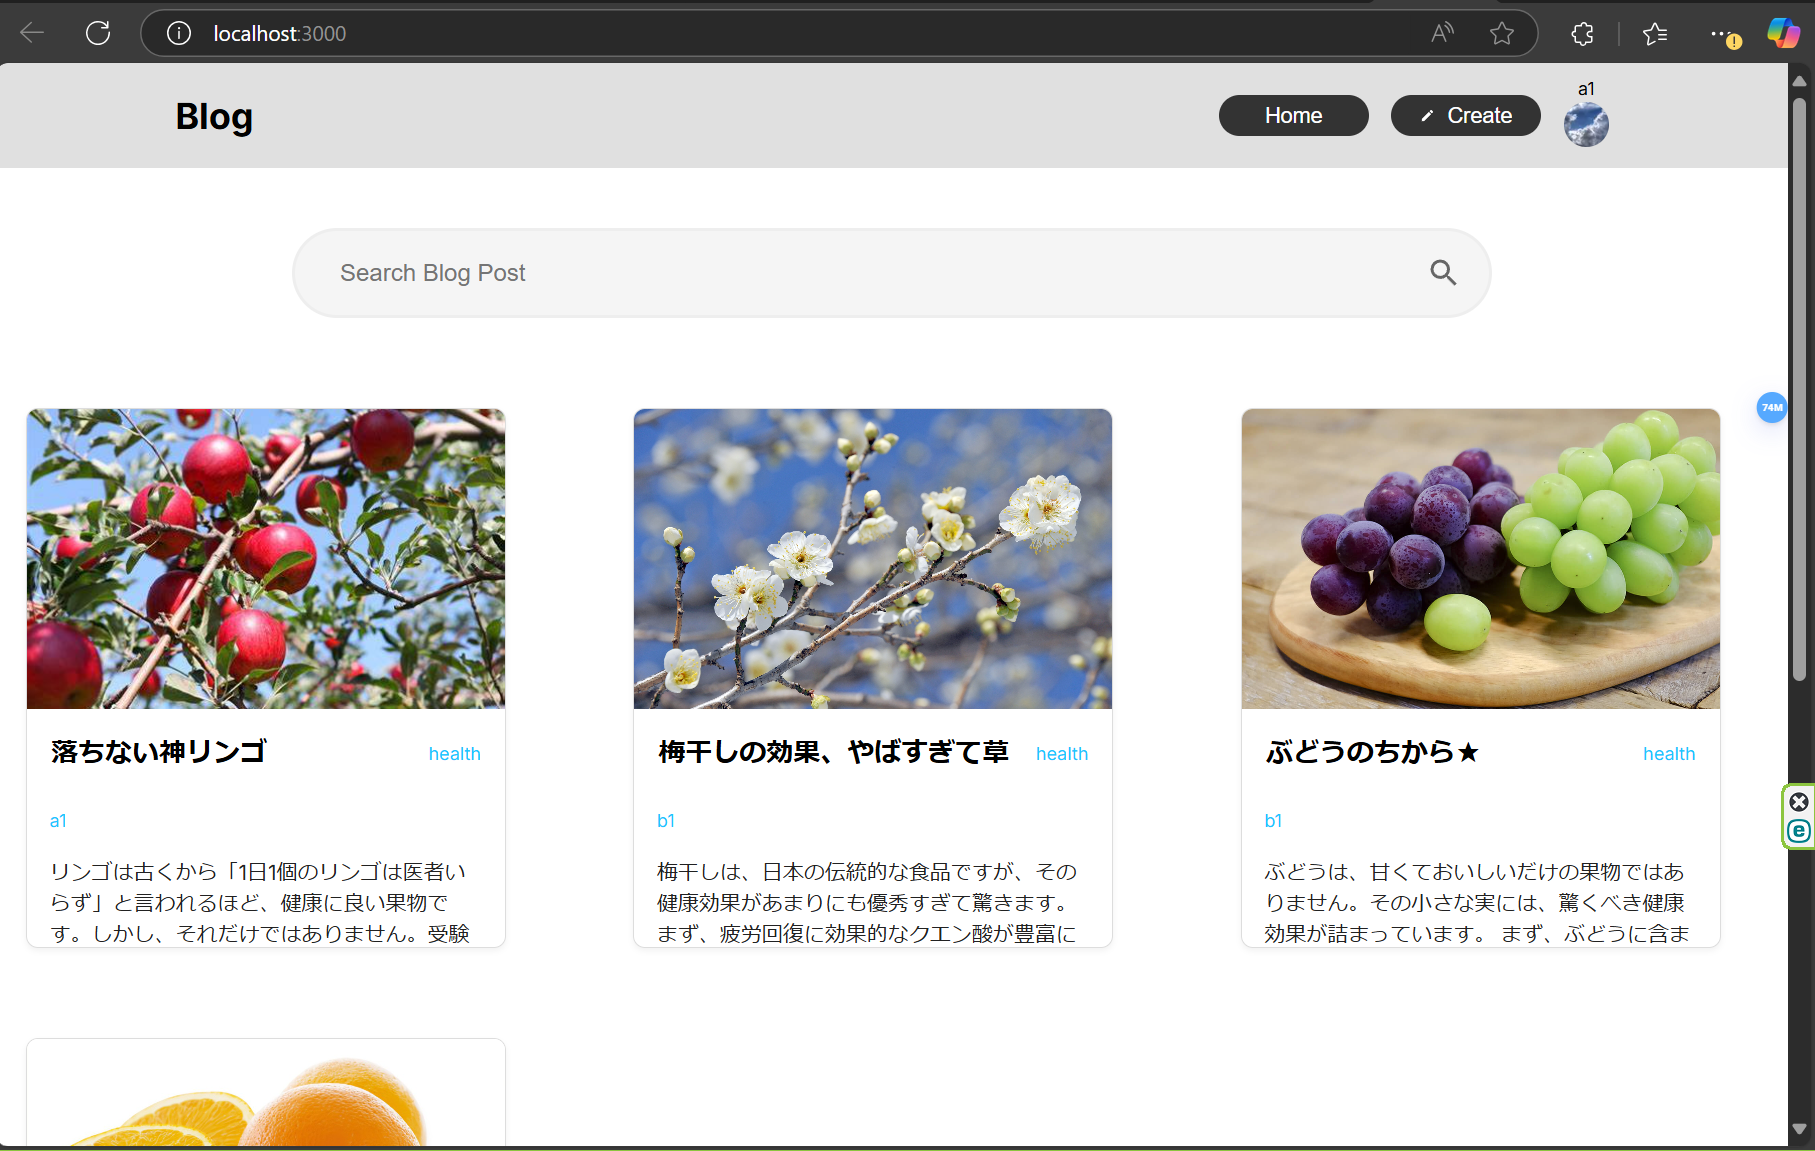 localhost:3000
Blog
Home
Create
a1
Search Blog Post
74M
落ちない神リンゴ
health
a1
リンゴは古くから「1日1個のリンゴは医者い
らず」と言われるほど、健康に良い果物で
す。しかし、それだけではありません。受験
梅干しの効果、やばすぎて草
health
b1
梅干しは、日本の伝統的な食品ですが、その
健康効果があまりにも優秀すぎて驚きます。
まず、疲労回復に効果的なクエン酸が豊富に
ぶどうのちから★
health
b1
ぶどうは、甘くておいしいだけの果物ではあ
りません。その小さな実には、驚くべき健康
効果が詰まっています。 まず、ぶどうに含ま